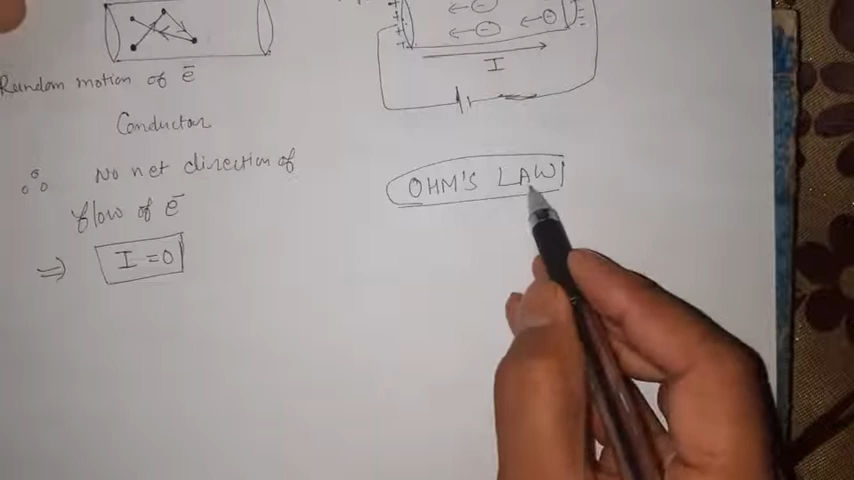 Random motion of ē
Conductor
∴ No net direction of
flow of ē
⇒ I = 0
I
OHM'S LAW